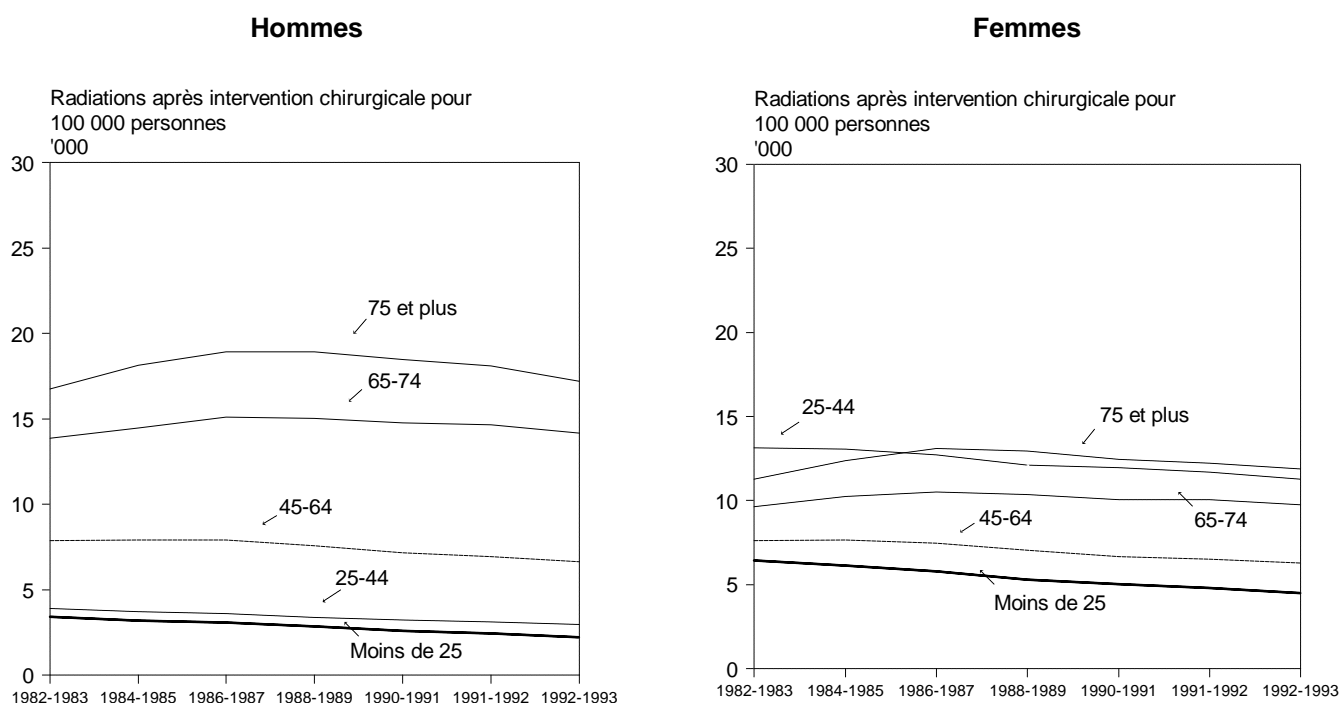 Hommes
Radiations après intervention chirurgicale pour
100 000 personnes
'000
30
25
20
15
10
5
0
75 et plus
65-74
45-64
25-44
Moins de 25
1982-1983 1984-1985 1986-1987 1988-1989 1990-1991 1991-1992 1992-1993
Femmes
Radiations après intervention chirurgicale pour
100 000 personnes
'000
30
25
20
15
10
5
0
25-44
75 et plus
65-74
45-64
Moins de 25
1982-1983 1984-1985 1986-1987 1988-1989 1990-1991 1991-1992 1992-1993